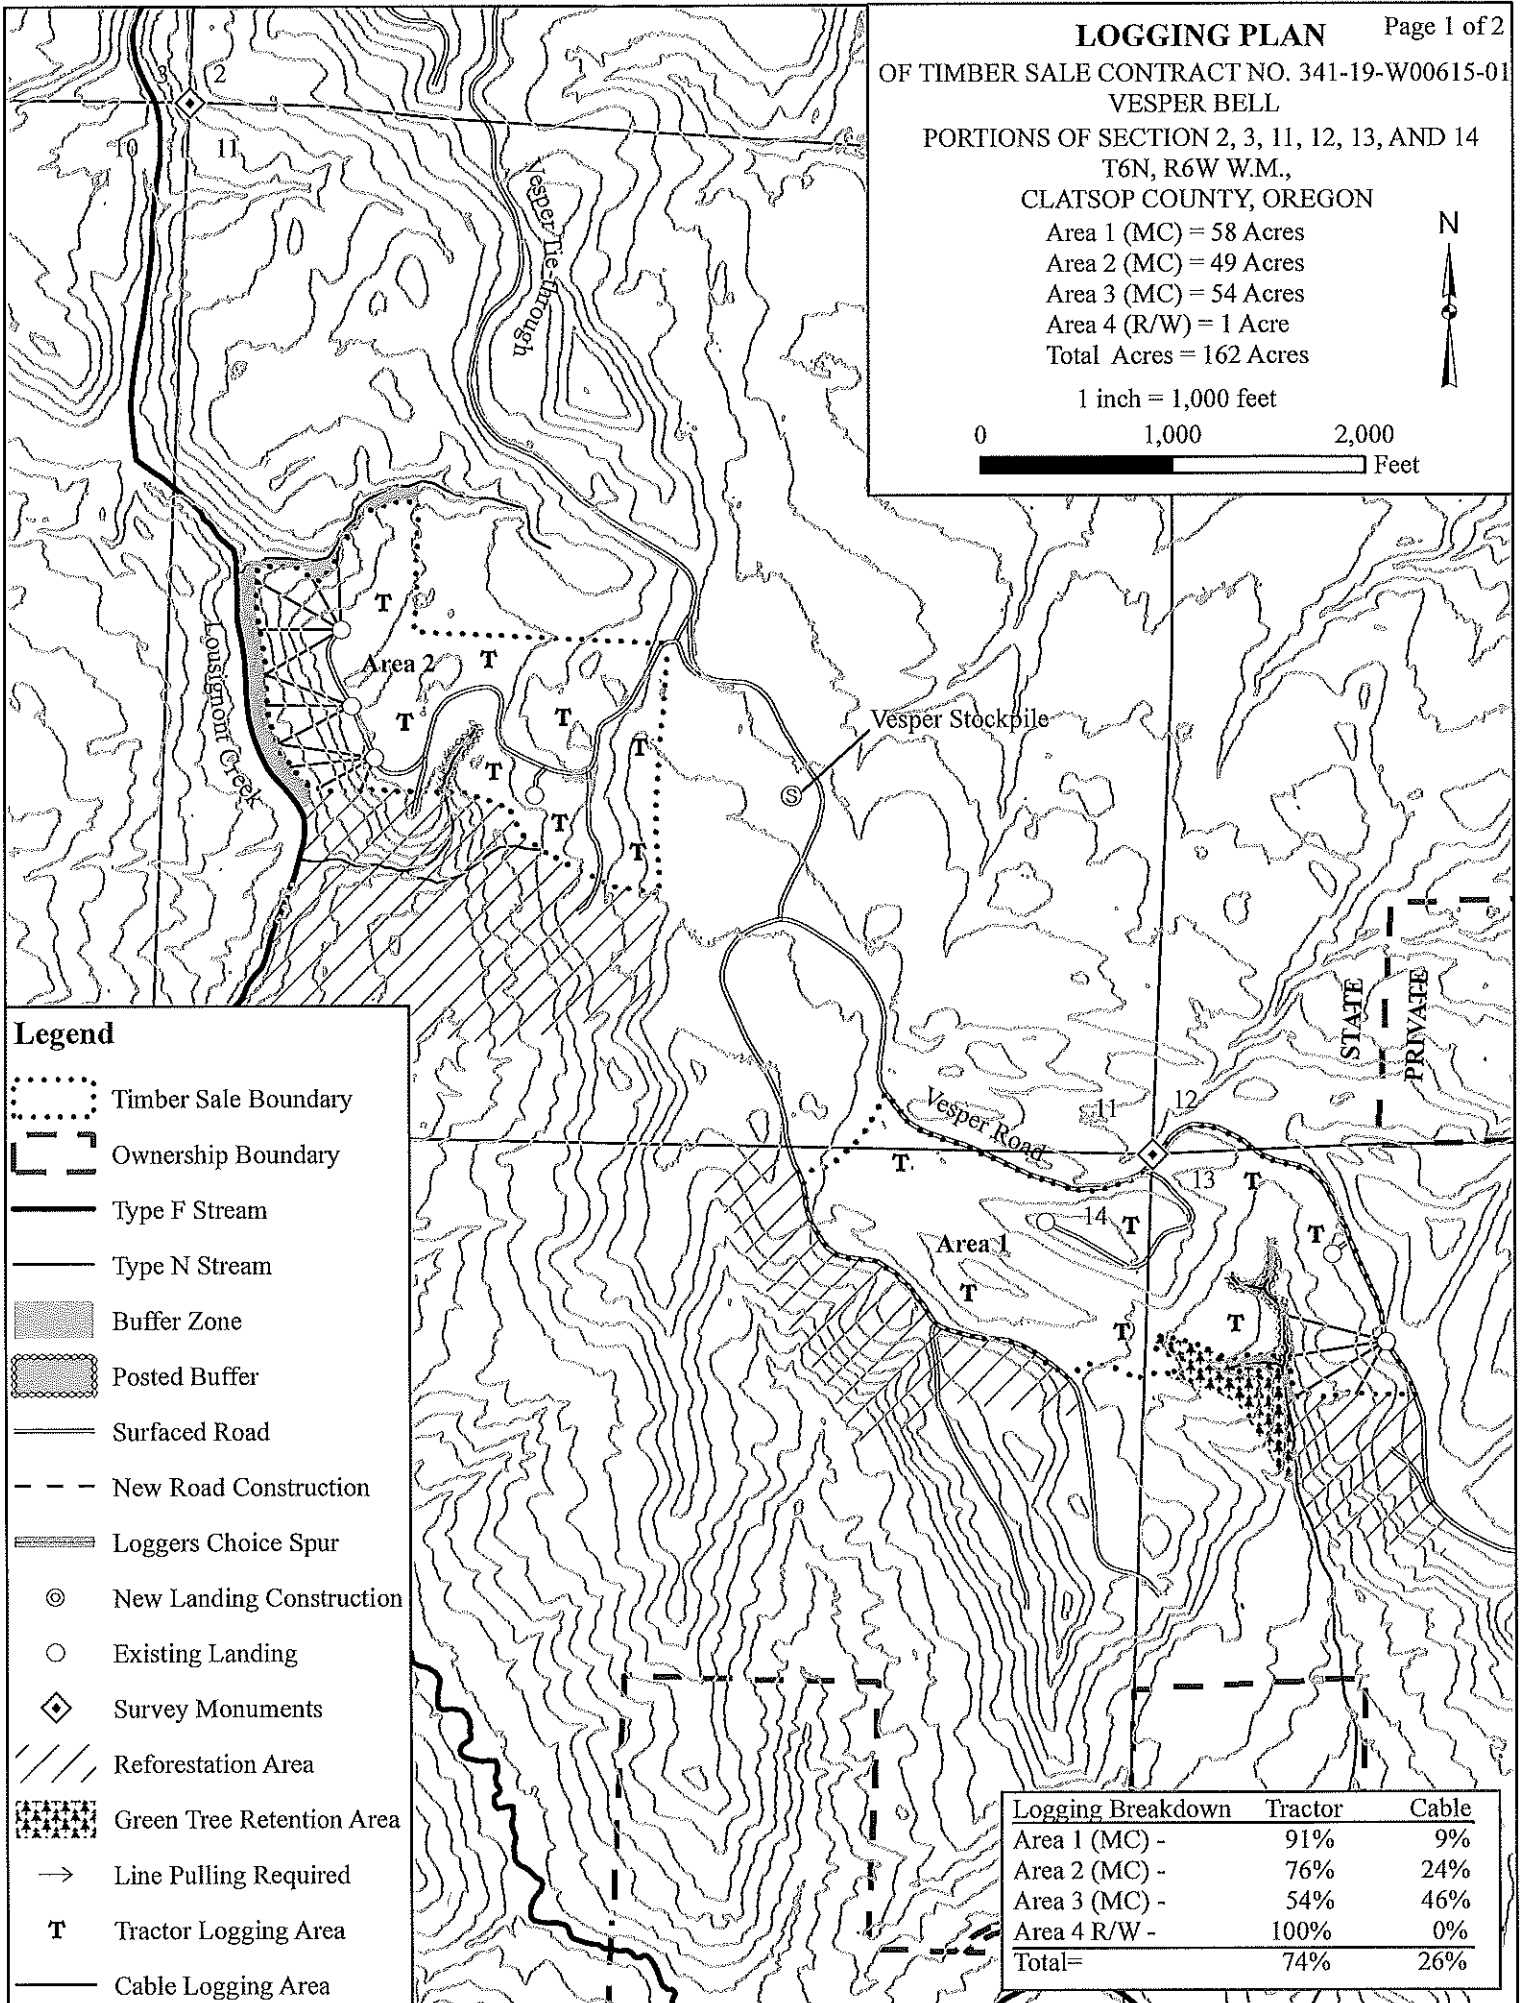 Page 1 of 2
LOGGING PLAN
OF TIMBER SALE CONTRACT NO. 341-19-W00615-01
VESPER BELL
PORTIONS OF SECTION 2, 3, 11, 12, 13, AND 14
T6N, R6W W.M.,
CLATSOP COUNTY, OREGON
Area 1 (MC) = 58 Acres
Area 2 (MC) = 49 Acres
Area 3 (MC) = 54 Acres
Area 4 (R/W) = 1 Acre
Total Acres = 162 Acres
N
1 inch = 1,000 feet
0 1,000 2,000
Feet
3 2
10 11
Vesper Tie-through
T
Area 2 T
T T T
T
T T
Lousignont Creek
Vesper Stockpile
S
STATE
PRIVATE
Vesper Road
11 12
T
13 T
14 T
T
Area 1
T
T T
Legend
Timber Sale Boundary
Ownership Boundary
Type F Stream
Type N Stream
Buffer Zone
Posted Buffer
Surfaced Road
New Road Construction
Loggers Choice Spur
New Landing Construction
Existing Landing
Survey Monuments
Reforestation Area
Green Tree Retention Area
Line Pulling Required
T Tractor Logging Area
Cable Logging Area
Logging Breakdown Tractor Cable
Area 1 (MC) - 91% 9%
Area 2 (MC) - 76% 24%
Area 3 (MC) - 54% 46%
Area 4 R/W - 100% 0%
Total= 74% 26%